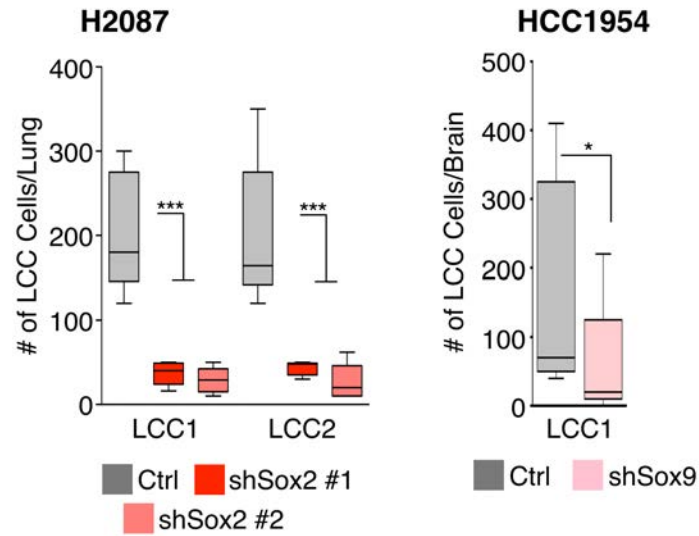 H2087
# of LCC Cells/Lung
400
300
200
100
0
***
***
LCC1
LCC2
Ctrl
shSox2 #1
shSox2 #2
HCC1954
# of LCC Cells/Brain
500
400
300
200
100
0
*
LCC1
Ctrl
shSox9